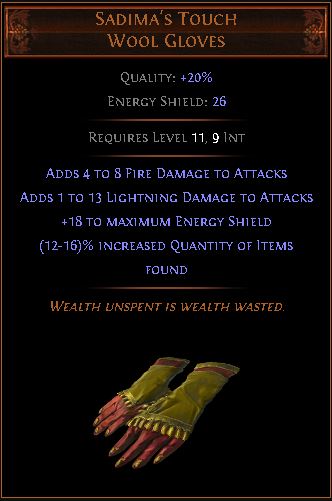 Sadima's Touch
Wool Gloves
Quality: +20%
Energy Shield: 26
Requires Level 11, 9 Int
Adds 4 to 8 Fire Damage to Attacks
Adds 1 to 13 Lightning Damage to Attacks
+18 to maximum Energy Shield
(12-16)% increased Quantity of Items
found
Wealth unspent is wealth wasted.